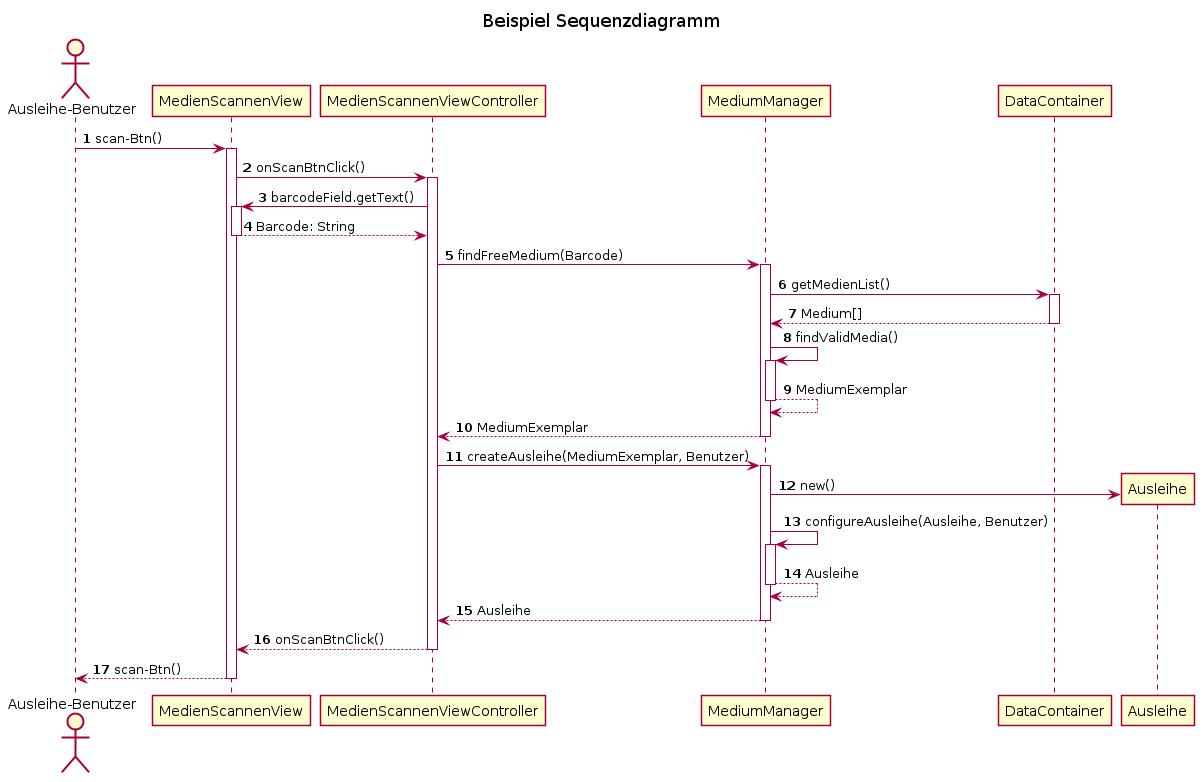 Beispiel Sequenzdiagramm
Ausleihe-Benutzer
MedienScannenView
MedienScannenViewController
MediumManager
DataContainer
1 scan-Btn()
2 onScanBtnClick()
3 barcodeField.getText()
4 Barcode: String
5 findFreeMedium(Barcode)
6 getMedienList()
7 Medium[]
8 findValidMedia()
9 MediumExemplar
10 MediumExemplar
11 createAusleihe(MediumExemplar, Benutzer)
12 new()
Ausleihe
13 configureAusleihe(Ausleihe, Benutzer)
14 Ausleihe
15 Ausleihe
16 onScanBtnClick()
17 scan-Btn()
Ausleihe-Benutzer
MedienScannenView
MedienScannenViewController
MediumManager
DataContainer
Ausleihe